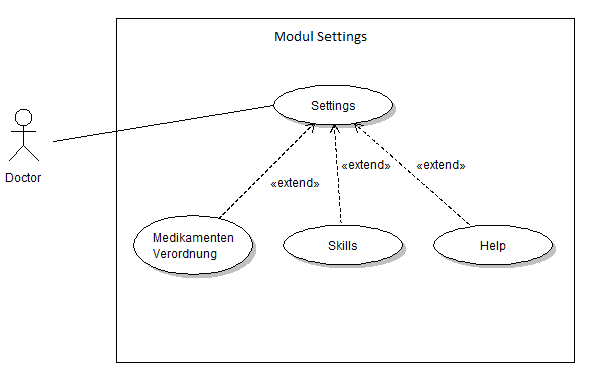 Modul Settings
Settings
Doctor
«extend»
«extend»
«extend»
Medikamenten
Verordnung
Skills
Help